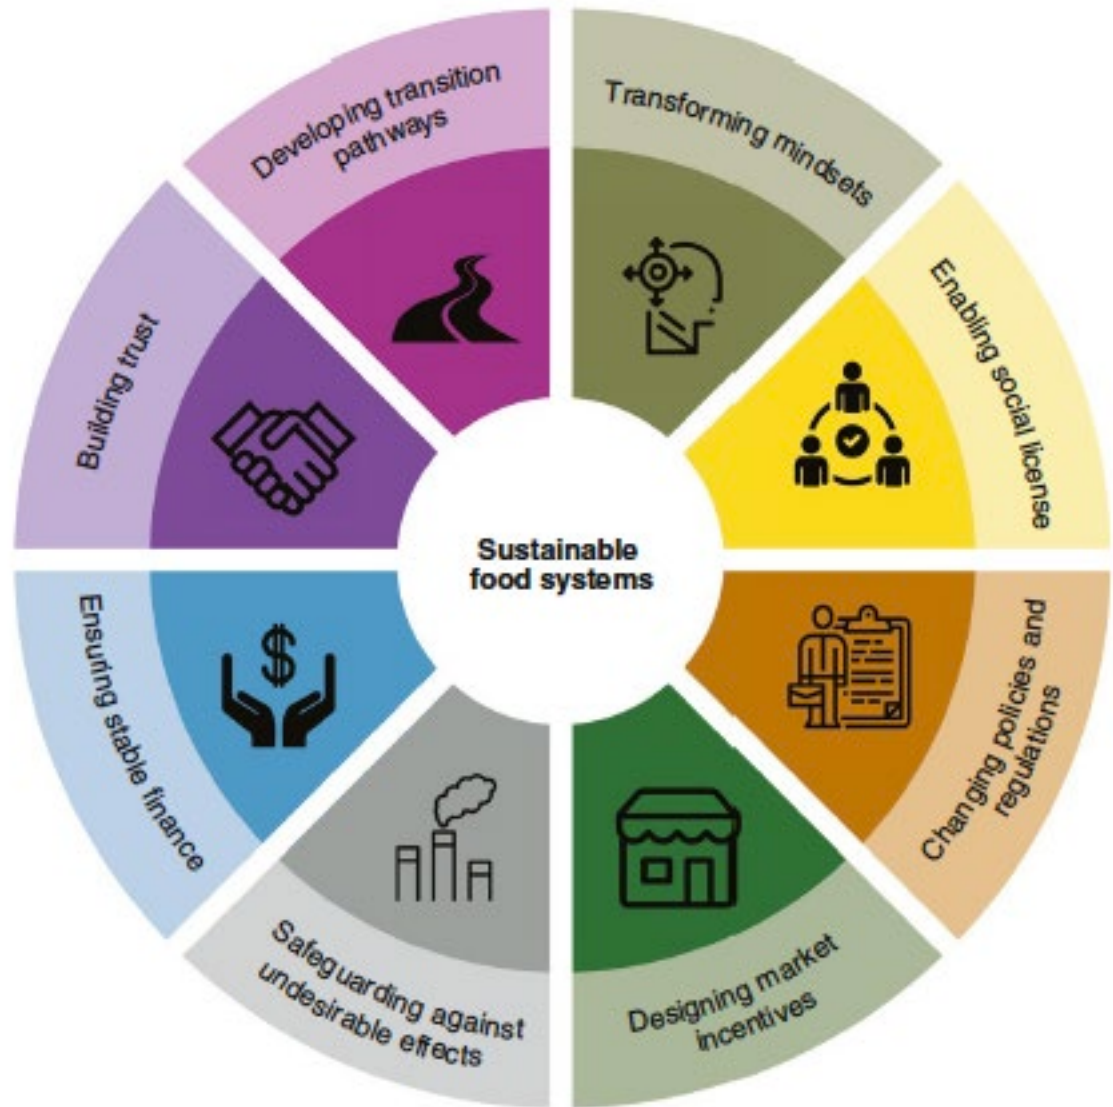 Developing transition
pathways
Transforming mindsets
Enabling social license
Changing policies and
regulations
Designing market
incentives
Safeguarding against
undesirable effects
Ensuring stable finance
Building trust
Sustainable
food systems
$